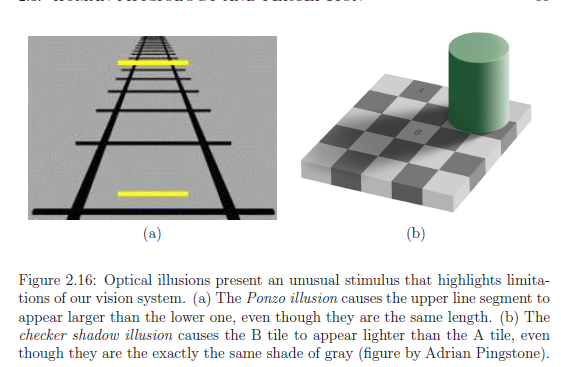 A
B
(a)
(b)
Figure 2.16: Optical illusions present an unusual stimulus that highlights limita-
tions of our vision system. (a) The Ponzo illusion causes the upper line segment to
appear larger than the lower one, even though they are the same length. (b) The
checker shadow illusion causes the B tile to appear lighter than the A tile, even
though they are the exactly the same shade of gray (figure by Adrian Pingstone).